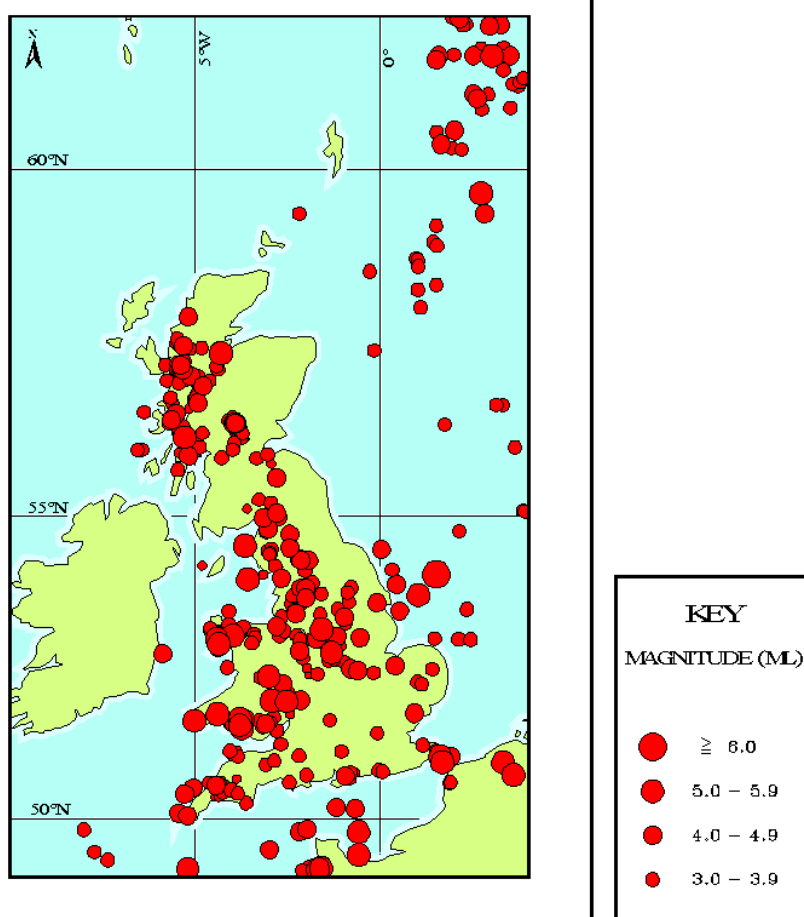 N
5°W
0°
60°N
55°N
50°N
KEY
MAGNITUDE (ML)
≧ 6.0
5.0 – 5.9
4.0 – 4.9
3.0 – 3.9